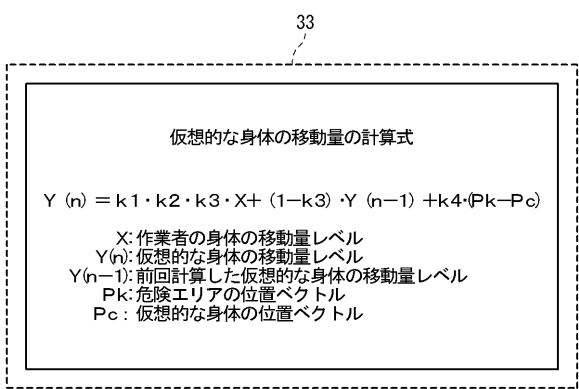 33
仮想的な身体の移動量の計算式
Y(n)=k1・k2・k3・X+(1−k3)・Y(n−1)+k4・(Pk−Pc)
X:作業者の身体の移動量レベル
Y(n):仮想的な身体の移動量レベル
Y(n−1):前回計算した仮想的な身体の移動量レベル
Pk:危険エリアの位置ベクトル
Pc:仮想的な身体の位置ベクトル